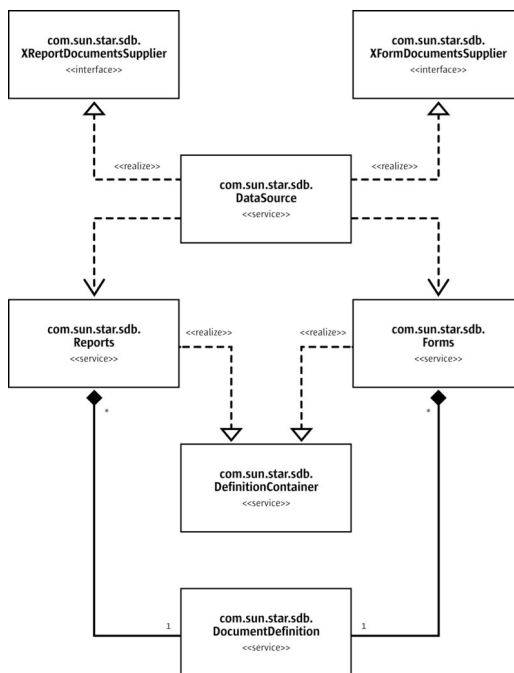 com.sun.star.sdb.
XReportDocumentsSupplier
<<interface>>
com.sun.star.sdb.
XFormDocumentsSupplier
<<interface>>
<<realize>>
<<realize>>
com.sun.star.sdb.
DataSource
<<service>>
com.sun.star.sdb.
Reports
<<service>>
<<realize>>
<<realize>>
com.sun.star.sdb.
Forms
<<service>>
*
*
com.sun.star.sdb.
DefinitionContainer
<<service>>
1
1
com.sun.star.sdb.
DocumentDefinition
<<service>>